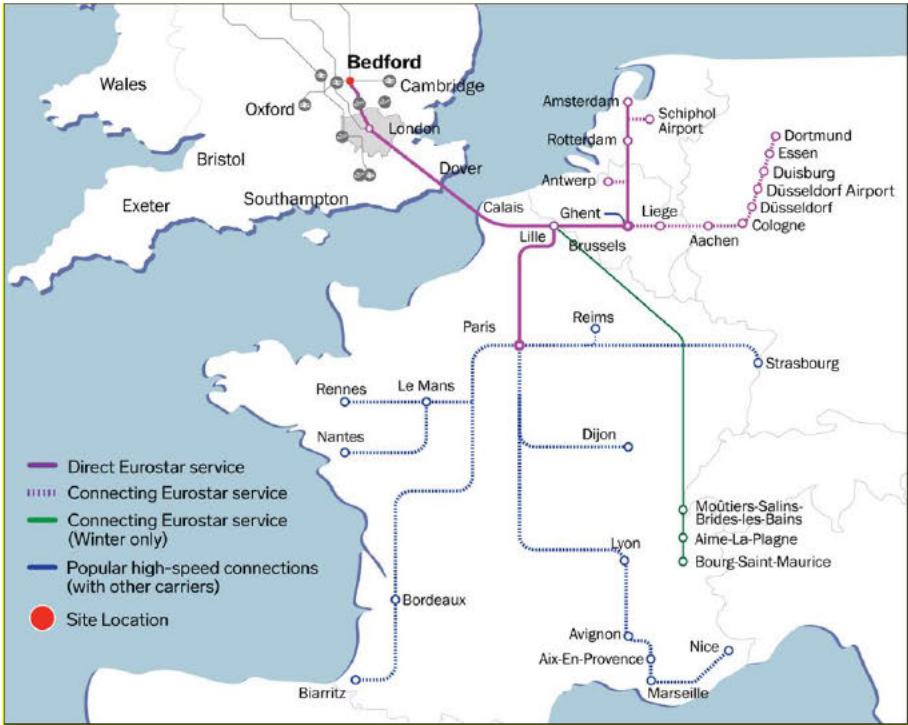 Bedford
Wales
Cambridge
Oxford
London
Bristol
Dover
Southampton
Exeter
Calais
Amsterdam
Schiphol
Airport
Rotterdam
Antwerp
Dortmund
Essen
Duisburg
Düsseldorf Airport
Düsseldorf
Cologne
Ghent
Liege
Lille
Brussels
Aachen
Paris
Reims
Strasbourg
Rennes
Le Mans
Nantes
Dijon
Direct Eurostar service
Connecting Eurostar service
Connecting Eurostar service
(Winter only)
Popular high-speed connections
(with other carriers)
Site Location
Moûtiers-Salins-
Brides-les-Bains
Aime-La-Plagne
Bourg-Saint-Maurice
Lyon
Bordeaux
Avignon
Aix-En-Provence
Nice
Biarritz
Marseille